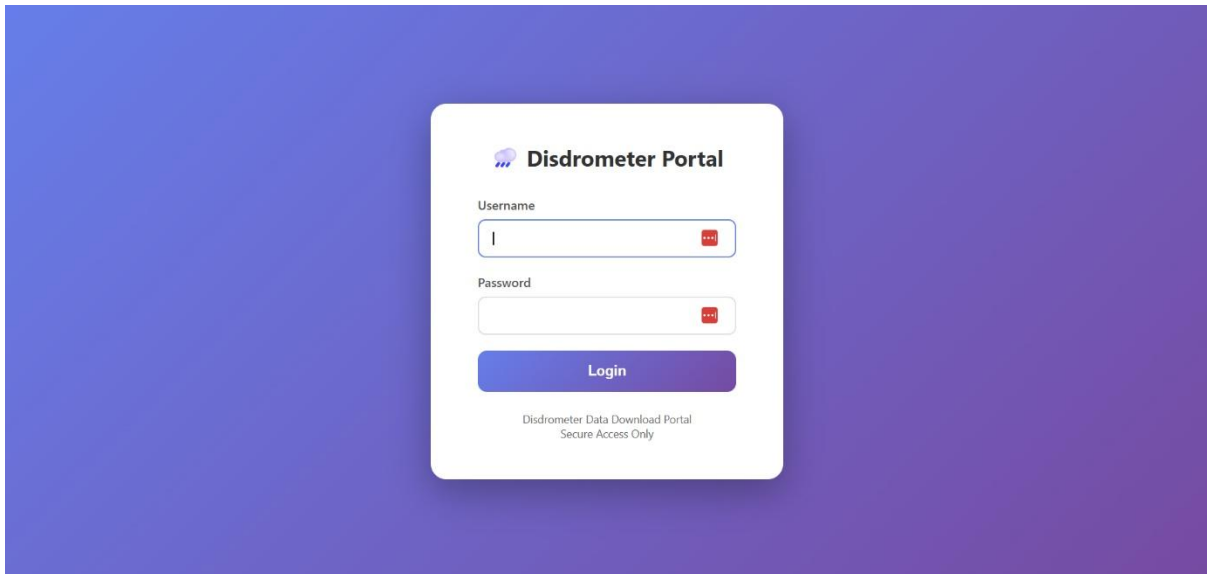 Disdrometer Portal
Username
Password
Login
Disdrometer Data Download Portal
Secure Access Only